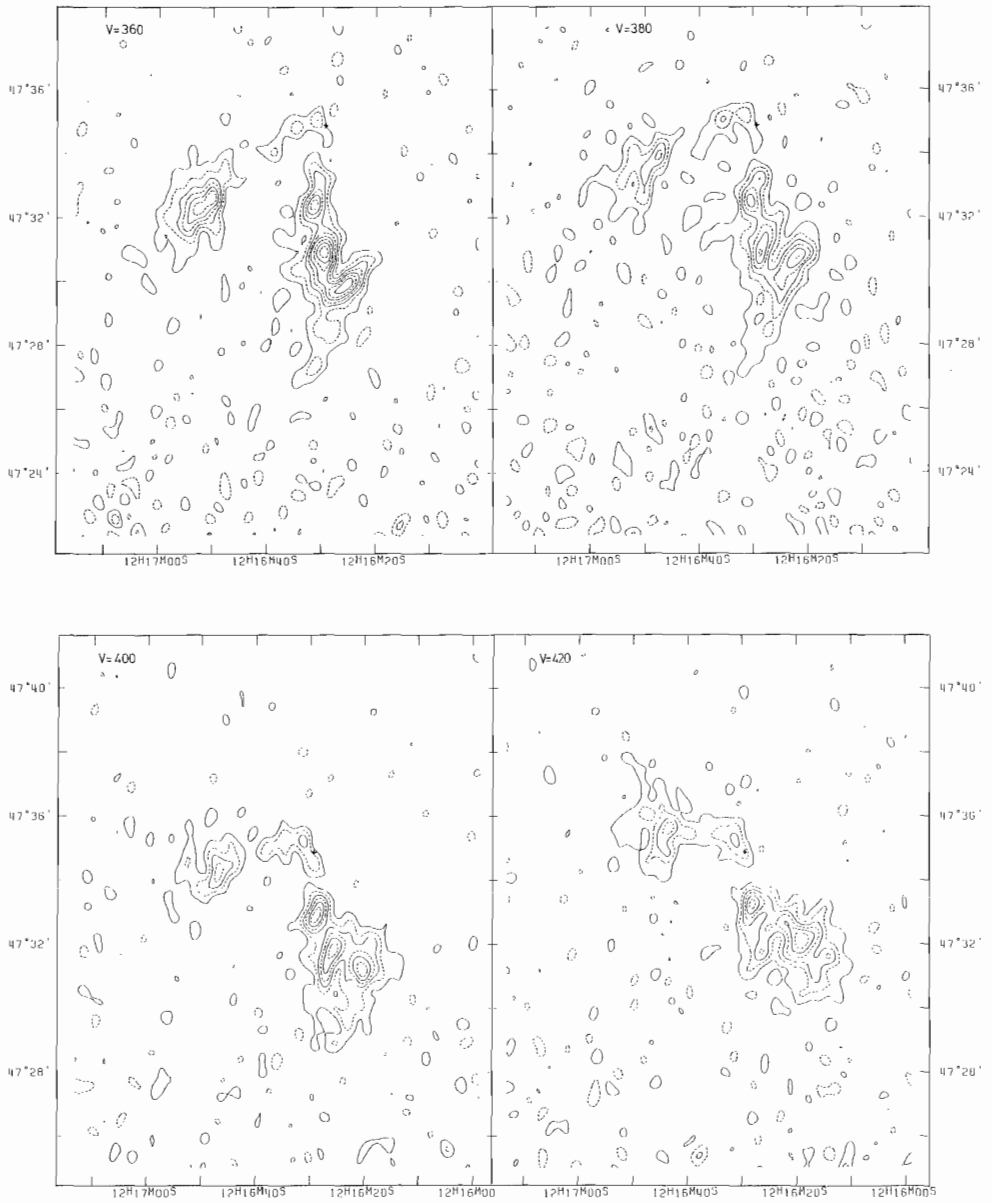 V=360
V=380
47°36'
47°36'
47°32'
47°32'
47°28'
47°28'
47°24'
47°24'
12H17M00S 12H16M40S 12H16M20S
12H17M00S 12H16M40S 12H16M20S
V=400
V=420
47°40'
47°40'
47°36'
47°36'
47°32'
47°32'
47°28'
47°28'
12H17M00S 12H16M40S 12H16M20S 12H16M00
12H17M00S 12H16M40S 12H16M20S 12H16M00S